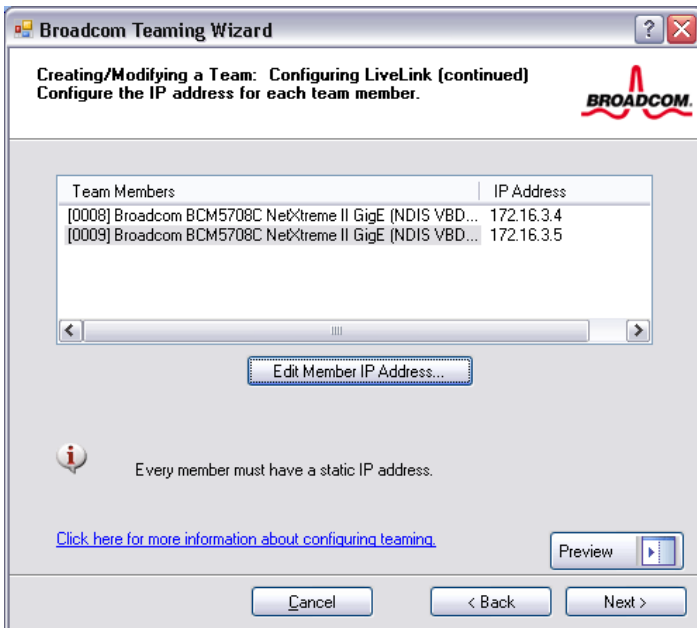 Broadcom Teaming Wizard
Creating/Modifying a Team: Configuring LiveLink (continued)
Configure the IP address for each team member.
BROADCOM.
Team Members IP Address
[0008] Broadcom BCM5708C NetXtreme II GigE (NDIS VBD... 172.16.3.4
[0009] Broadcom BCM5708C NetXtreme II GigE (NDIS VBD... 172.16.3.5
Edit Member IP Address...
Every member must have a static IP address.
Click here for more information about configuring teaming.
Preview
Cancel < Back Next >